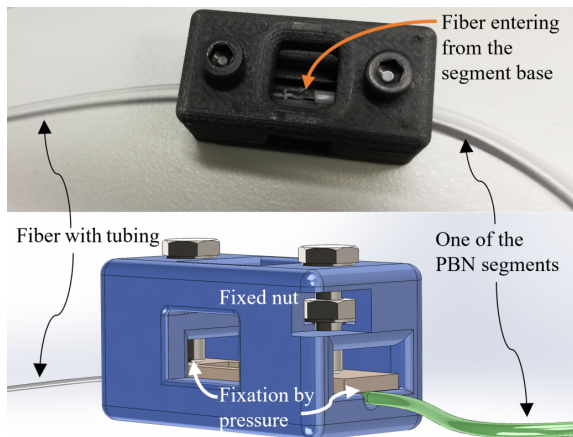 Fiber entering
from the
segment base
Fiber with tubing
One of the
PBN segments
Fixed nut
Fixation by
pressure